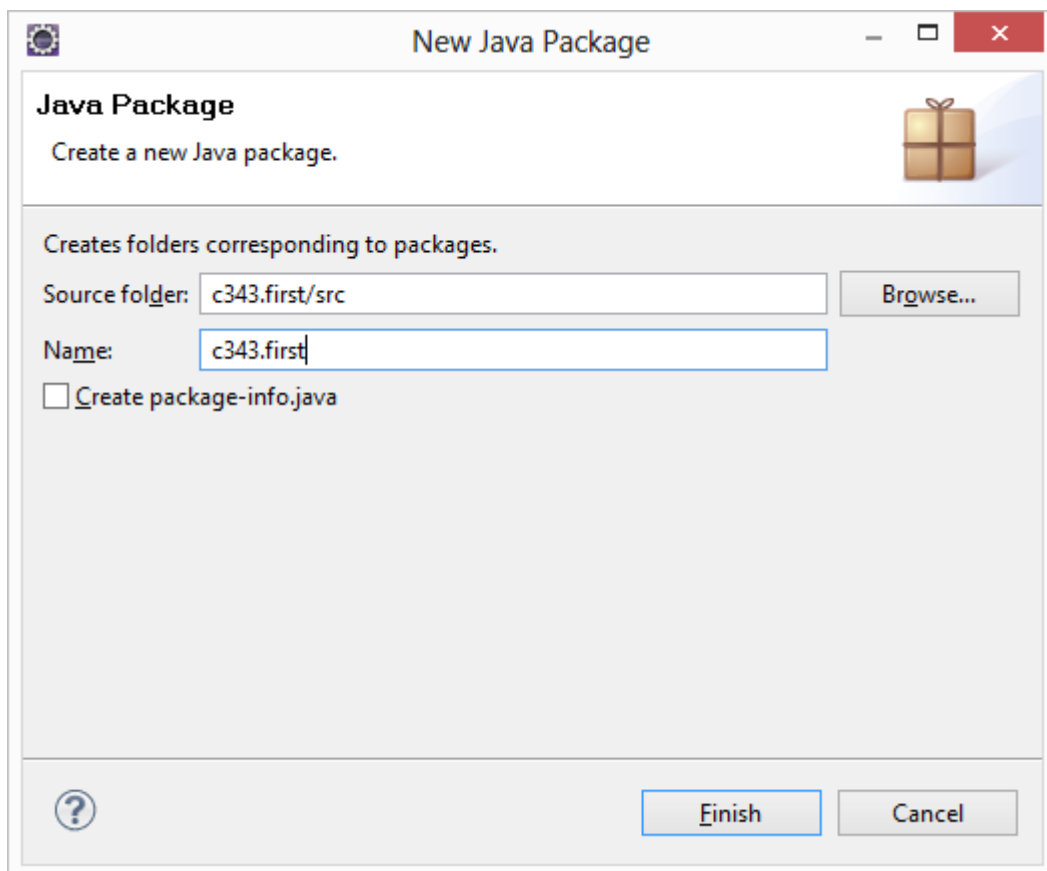 New Java Package
Java Package
Create a new Java package.
Creates folders corresponding to packages.
Source folder: c343.first/src Browse...
Name: c343.first
Create package-info.java
? Finish Cancel